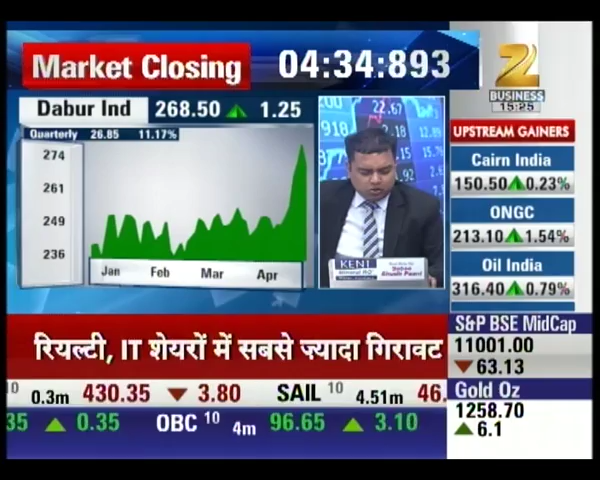 Market Closing
04:34:893
Z
BUSINESS
15:25
Dabur Ind 268.50 1.25
Quarterly 26.85 11.17%
274
261
249
236
Jan Feb Mar Apr
KENI
UPSTREAM GAINERS
Cairn India
150.50 0.23%
ONGC
213.10 1.54%
Oil India
316.40 0.79%
रियल्टी, IT शेयरों में सबसे ज्यादा गिरावट
S&P BSE MidCap
11001.00
63.13
10 0.3m 430.35 3.80 SAIL 10 4.51m 46.
Gold Oz
1258.70
6.1
35 0.35 OBC 10 4m 96.65 3.10